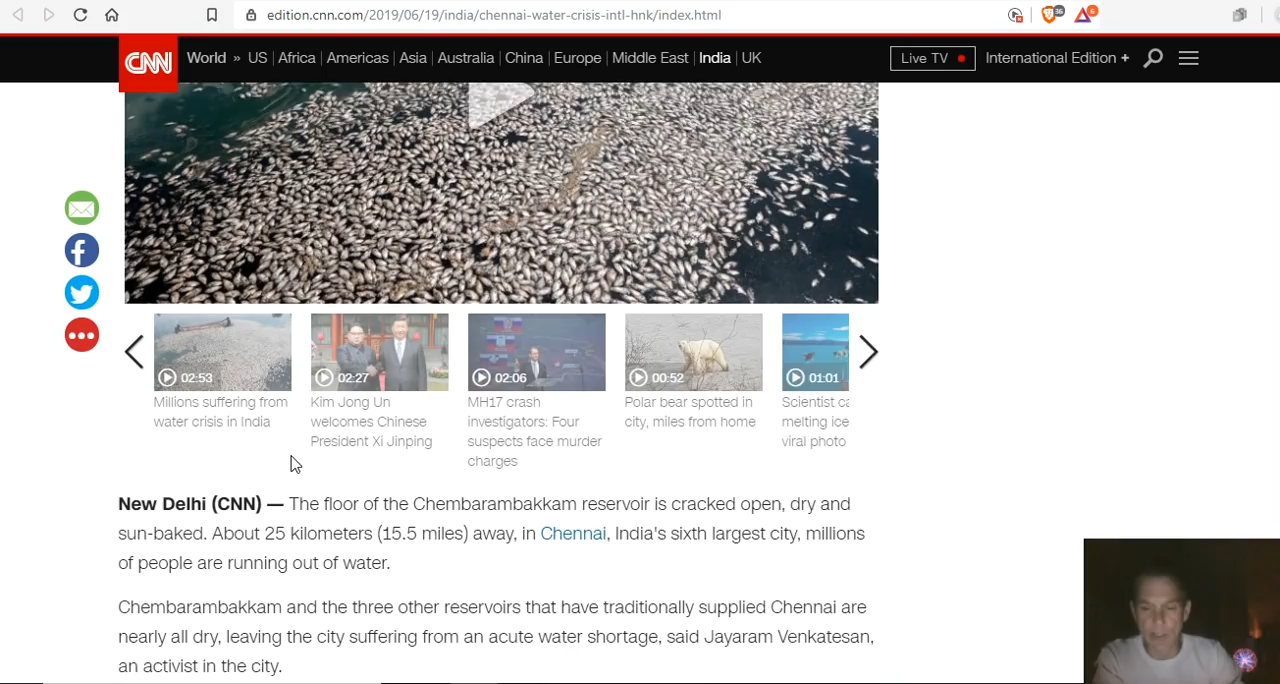 edition.cnn.com/2019/06/19/india/chennai-water-crisis-intl-hnk/index.html
36
6
CNN World » US Africa Americas Asia Australia China Europe Middle East India UK Live TV International Edition +
02:53
02:27
02:06
00:52
01:01
Millions suffering from
water crisis in India
Kim Jong Un
welcomes Chinese
President Xi Jinping
MH17 crash
investigators: Four
suspects face murder
charges
Polar bear spotted in
city, miles from home
Scientist ca
melting ice
viral photo
New Delhi (CNN) — The floor of the Chembarambakkam reservoir is cracked open, dry and
sun-baked. About 25 kilometers (15.5 miles) away, in Chennai, India's sixth largest city, millions
of people are running out of water.
Chembarambakkam and the three other reservoirs that have traditionally supplied Chennai are
nearly all dry, leaving the city suffering from an acute water shortage, said Jayaram Venkatesan,
an activist in the city.